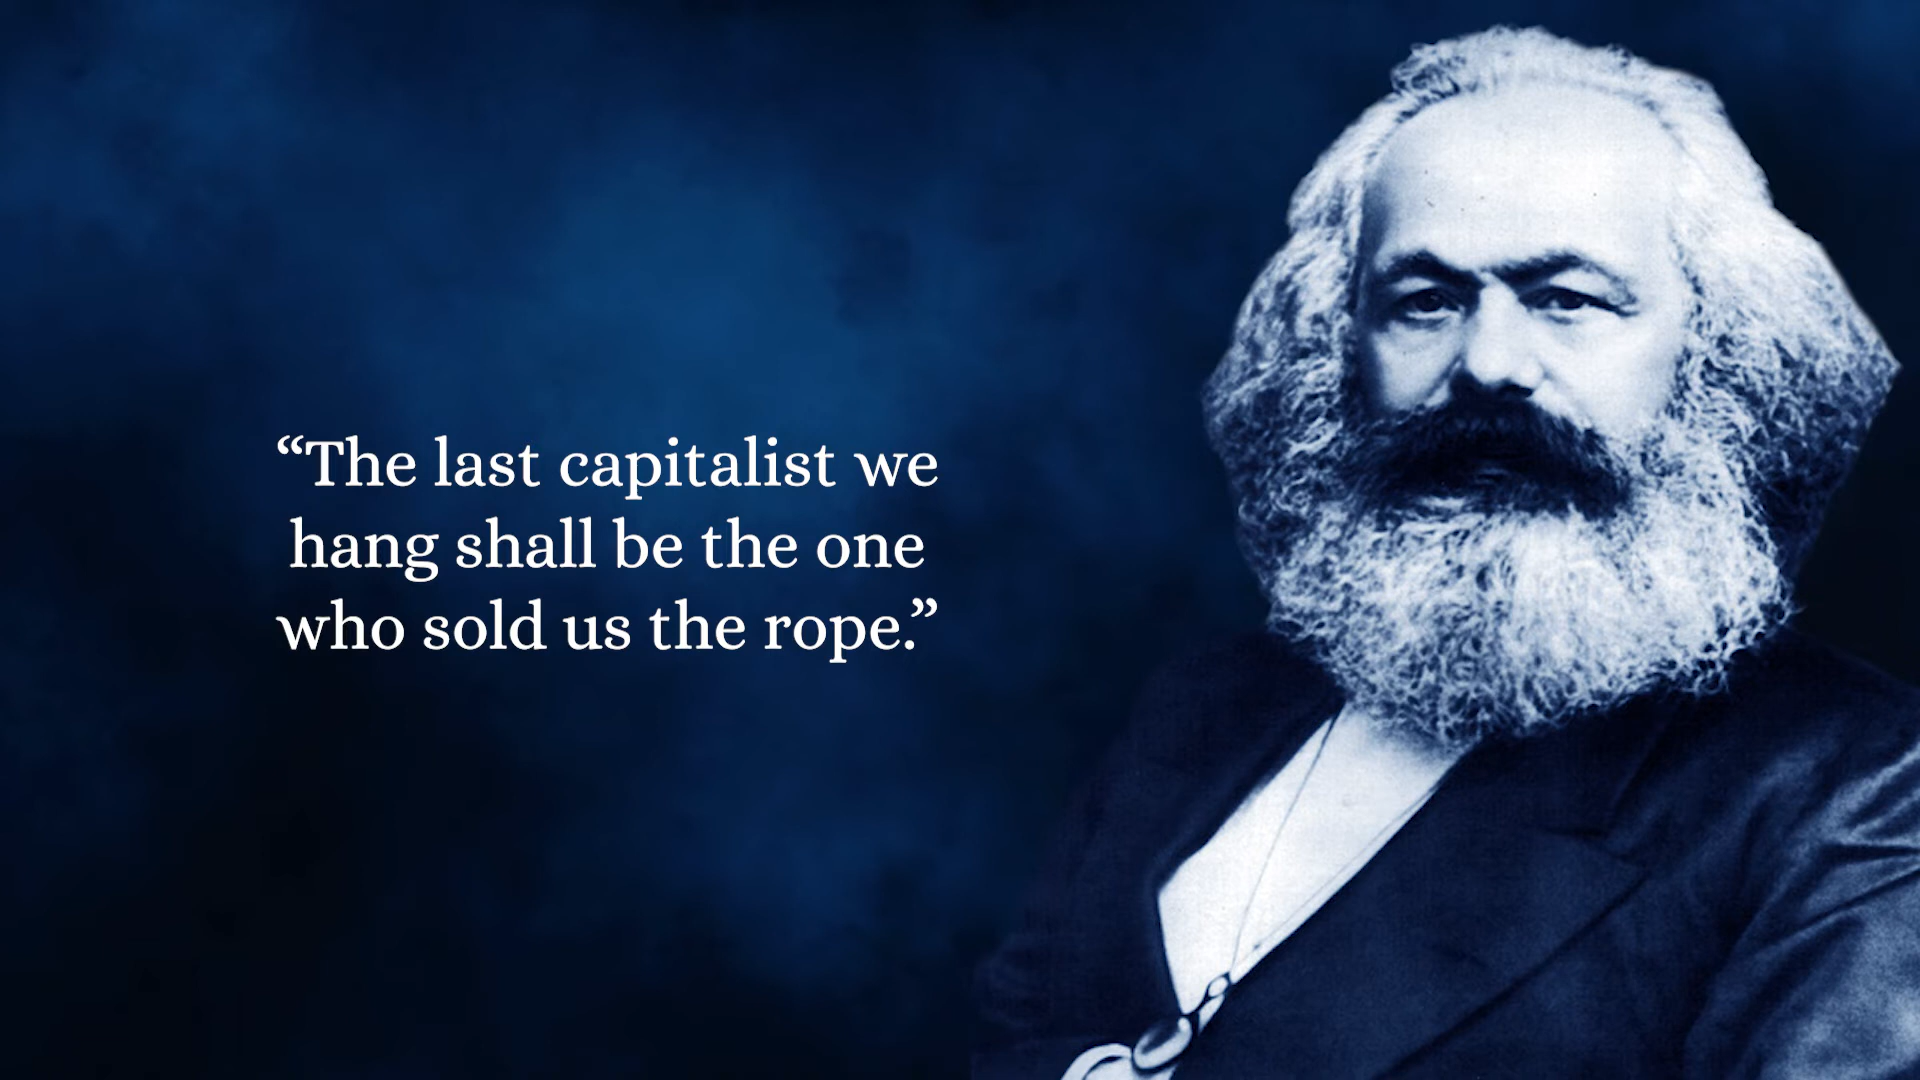 “The last capitalist we
hang shall be the one
who sold us the rope.”